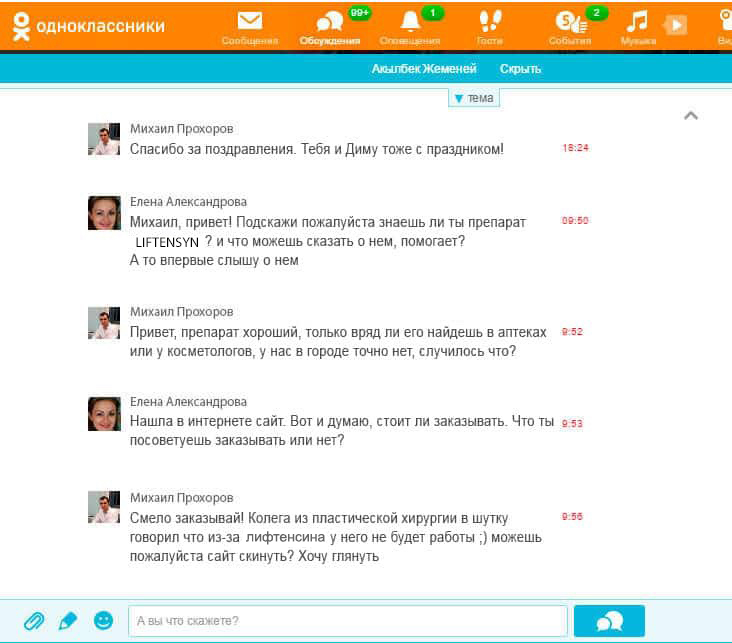 одноклассники
99+
1
2
Сообщения
Обсуждения
Оповещения
Гости
События
Музыка
Ви
Акылбек Жеменей
Скрыть
тема
Михаил Прохоров
Спасибо за поздравления. Тебя и Диму тоже с праздником!
18:24
Елена Александрова
Михаил, привет! Подскажи пожалуйста знаешь ли ты препарат
09:50
LIFTENSYN ? и что можешь сказать о нем, помогает?
А то впервые слышу о нем
Михаил Прохоров
Привет, препарат хороший, только вряд ли его найдешь в аптеках
9:52
или у косметологов, у нас в городе точно нет, случилось что?
Елена Александрова
Нашла в интернете сайт. Вот и думаю, стоит ли заказывать. Что ты
9:53
посоветуешь заказывать или нет?
Михаил Прохоров
Смело заказывай! Колега из пластической хирургии в шутку
9:56
говорил что из-за лифтенсина у него не будет работы ;) можешь
пожалуйста сайт скинуть? Хочу глянуть
А вы что скажете?